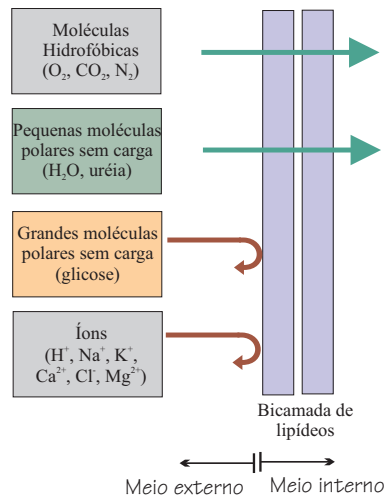 Moléculas
Hidrofóbicas
(O₂, CO₂, N₂)
Pequenas moléculas
polares sem carga
(H₂O, uréia)
Grandes moléculas
polares sem carga
(glicose)
Íons
(H⁺, Na⁺, K⁺,
Ca²⁺, Cl⁻, Mg²⁺)
Bicamada de
lipídeos
Meio externo Meio interno